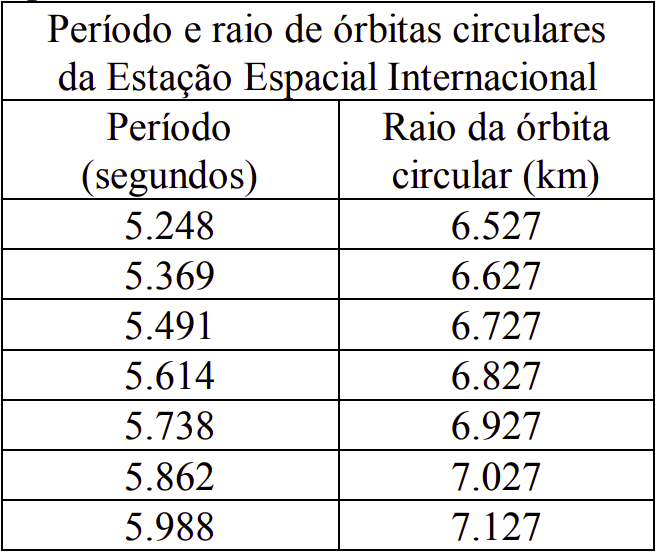 Período e raio de órbitas circulares
da Estação Espacial Internacional
Período
(segundos)
Raio da órbita
circular (km)
5.248 6.527
5.369 6.627
5.491 6.727
5.614 6.827
5.738 6.927
5.862 7.027
5.988 7.127